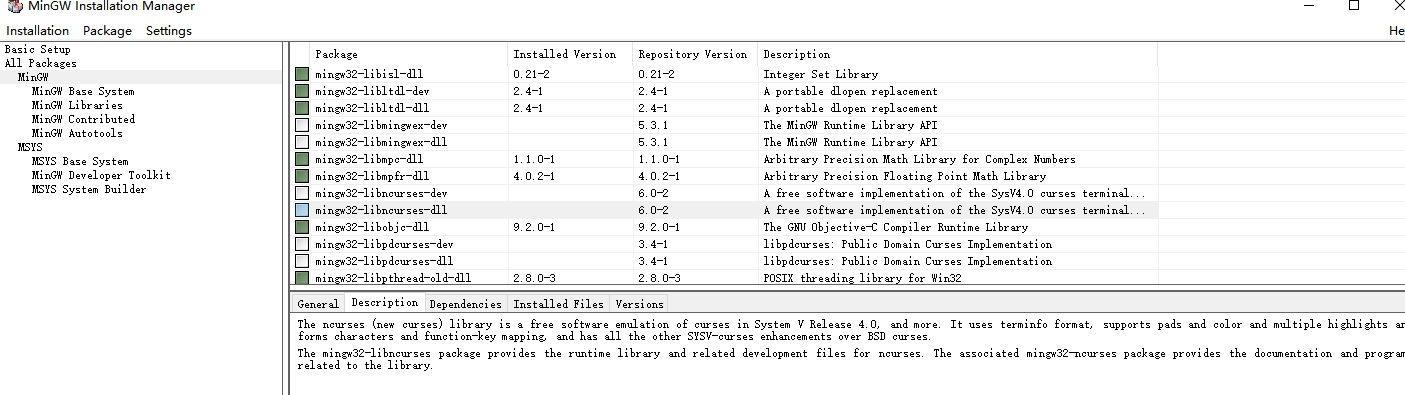 MinGW Installation Manager
Installation Package Settings He
Basic Setup
All Packages
MinGW
MinGW Base System
MinGW Libraries
MinGW Contributed
MinGW Autotools
MSYS
MSYS Base System
MinGW Developer Toolkit
MSYS System Builder
Package Installed Version Repository Version Description
mingw32-libisl-dll 0.21-2 0.21-2 Integer Set Library
mingw32-libltdl-dev 2.4-1 2.4-1 A portable dlopen replacement
mingw32-libltdl-dll 2.4-1 2.4-1 A portable dlopen replacement
mingw32-libmingwex-dev 5.3.1 The MinGW Runtime Library API
mingw32-libmingwex-dll 5.3.1 The MinGW Runtime Library API
mingw32-libmpc-dll 1.1.0-1 1.1.0-1 Arbitrary Precision Math Library for Complex Numbers
mingw32-libmpfr-dll 4.0.2-1 4.0.2-1 Arbitrary Precision Floating Point Math Library
mingw32-libncurses-dev 6.0-2 A free software implementation of the SysV4.0 curses terminal...
mingw32-libncurses-dll 6.0-2 A free software implementation of the SysV4.0 curses terminal...
mingw32-libobjc-dll 9.2.0-1 9.2.0-1 The GNU Objective-C Compiler Runtime Library
mingw32-libpdcurses-dev 3.4-1 libpdcurses: Public Domain Curses Implementation
mingw32-libpdcurses-dll 3.4-1 libpdcurses: Public Domain Curses Implementation
mingw32-libpthread-old-dll 2.8.0-3 2.8.0-3 POSIX threading library for Win32
General Description Dependencies Installed Files Versions
The ncurses (new curses) library is a free software emulation of curses in System V Release 4.0, and more. It uses terminfo format, supports pads and color and multiple highlights an
forms characters and function-key mapping, and has all the other SYSV-curses enhancements over BSD curses.
The mingw32-libncurses package provides the runtime library and related development files for ncurses. The associated mingw32-ncurses package provides the documentation and program
related to the library.